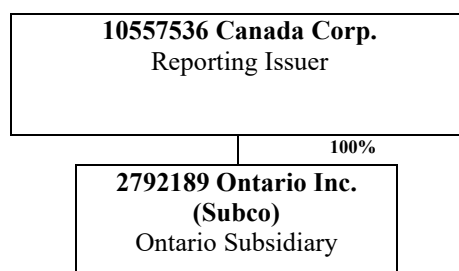 10557536 Canada Corp.
Reporting Issuer
100%
2792189 Ontario Inc.
(Subco)
Ontario Subsidiary